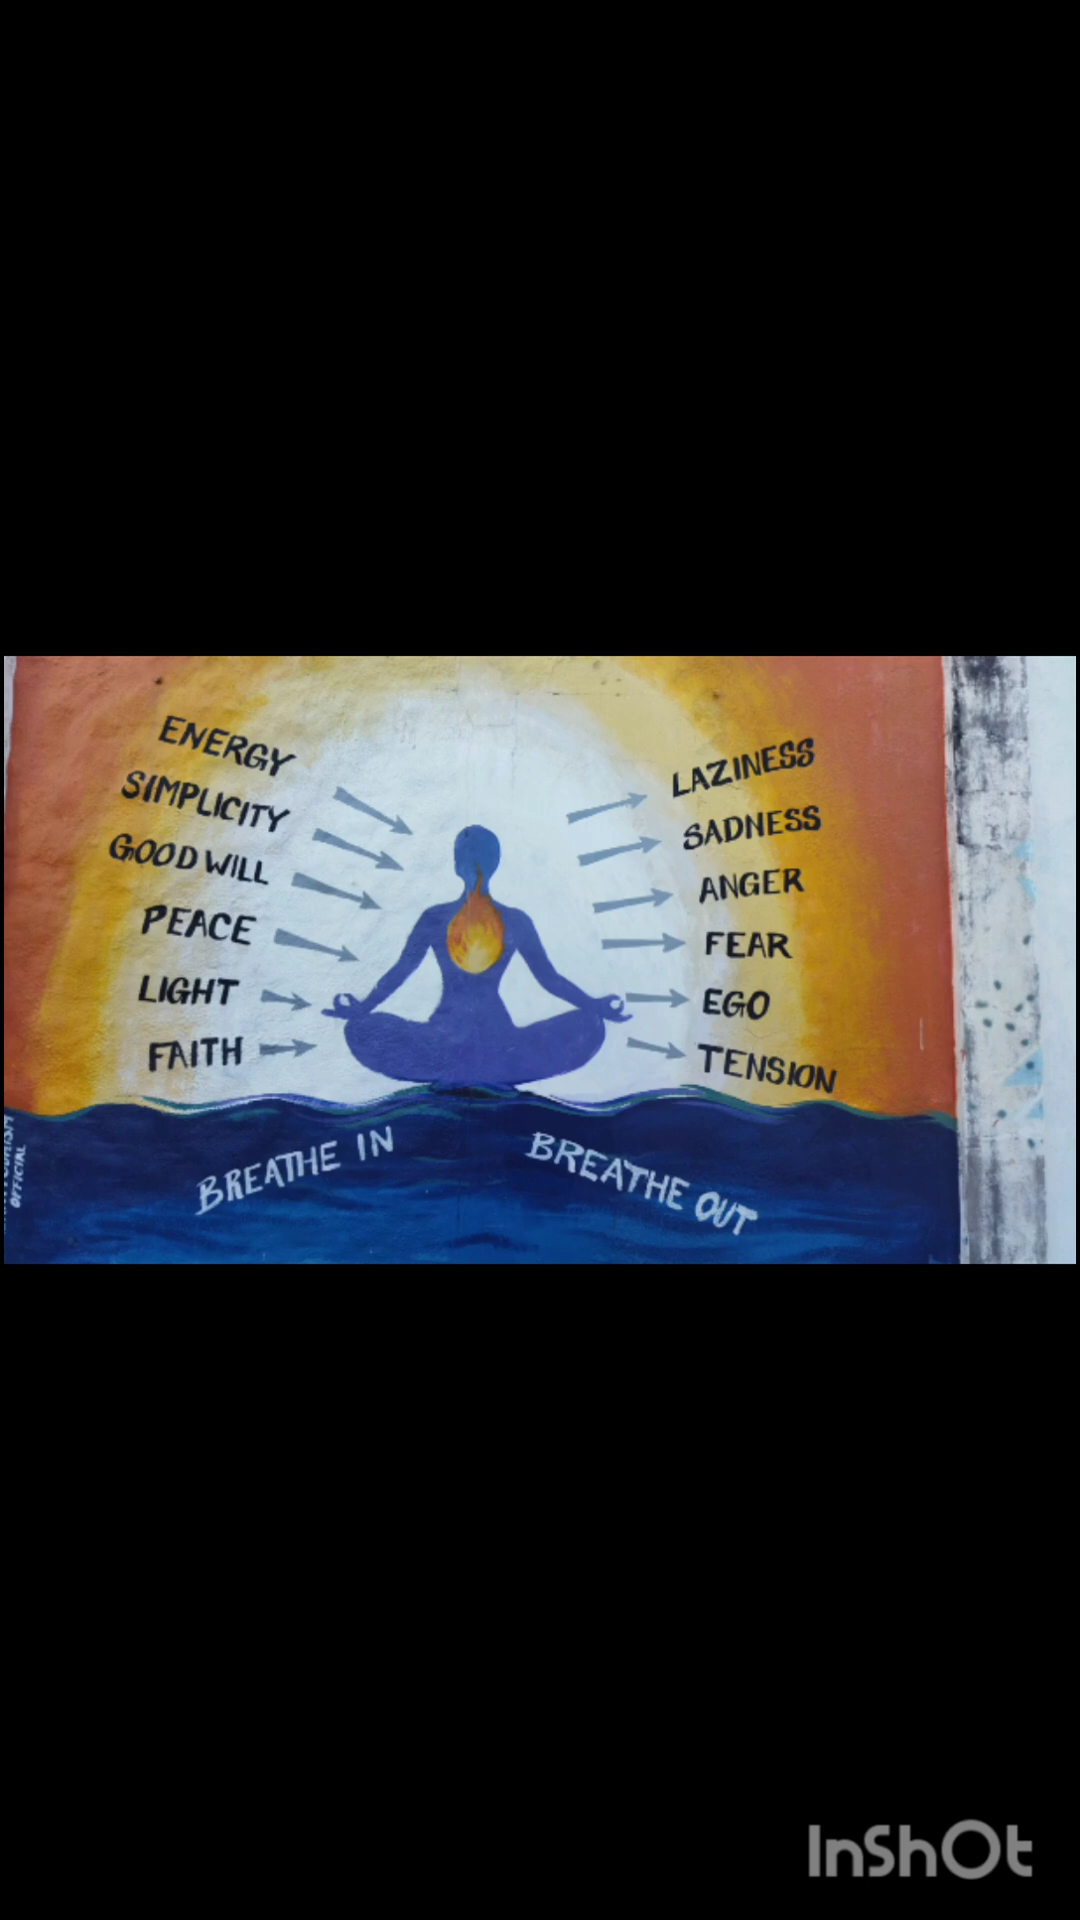 ENERGY
SIMPLICITY
GOOD WILL
PEACE
LIGHT
FAITH
LAZINESS
SADNESS
ANGER
FEAR
EGO
TENSION
BREATHE IN
BREATHE OUT
OFFICIAL
InShOt